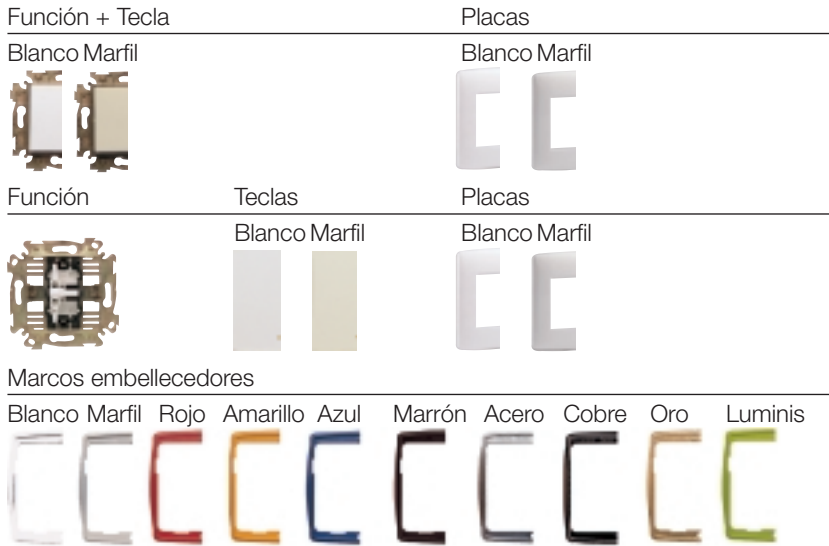 Función + Tecla Placas
Blanco Marfil Blanco Marfil
Función Teclas Placas
Blanco Marfil Blanco Marfil
Marcos embellecedores
Blanco Marfil Rojo Amarillo Azul Marrón Acero Cobre Oro Luminis